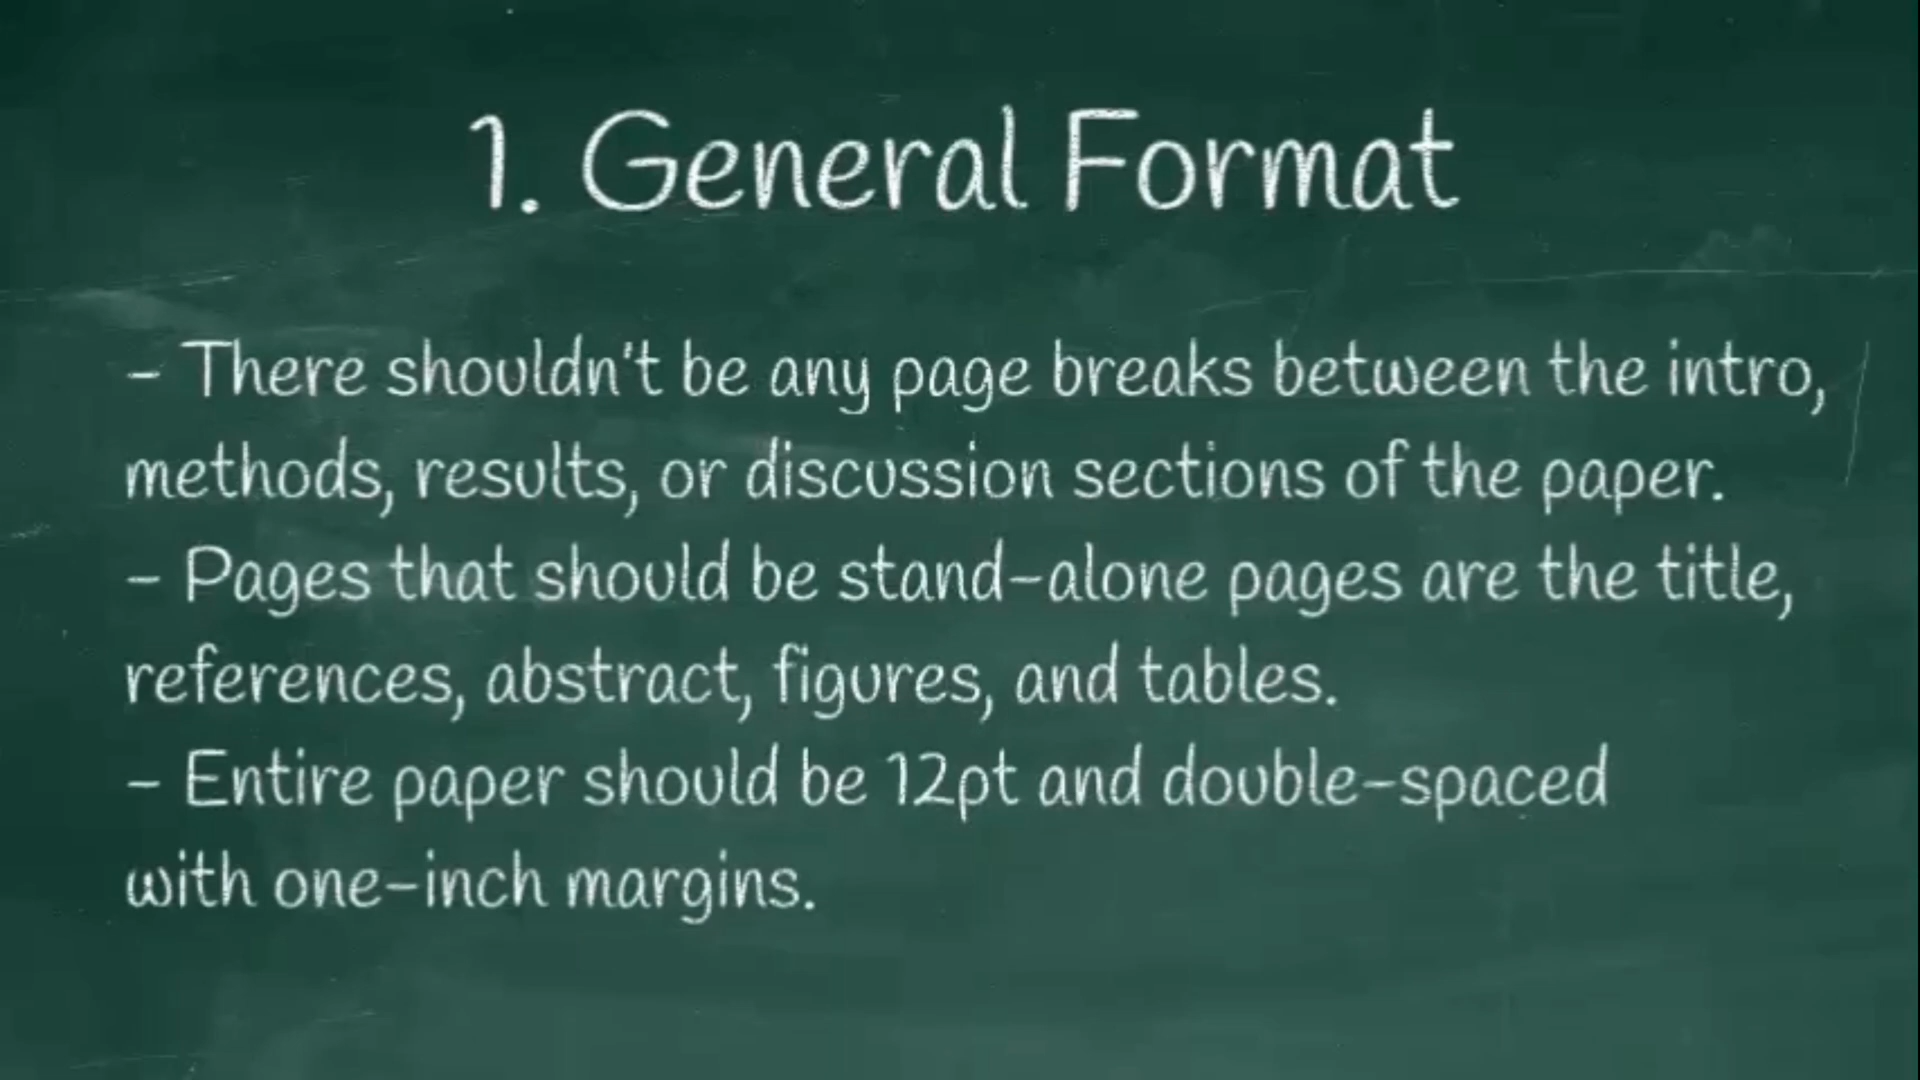 1. General Format
- There shouldn't be any page breaks between the intro,
methods, results, or discussion sections of the paper.
- Pages that should be stand-alone pages are the title,
references, abstract, figures, and tables.
- Entire paper should be 12pt and double-spaced
with one-inch margins.